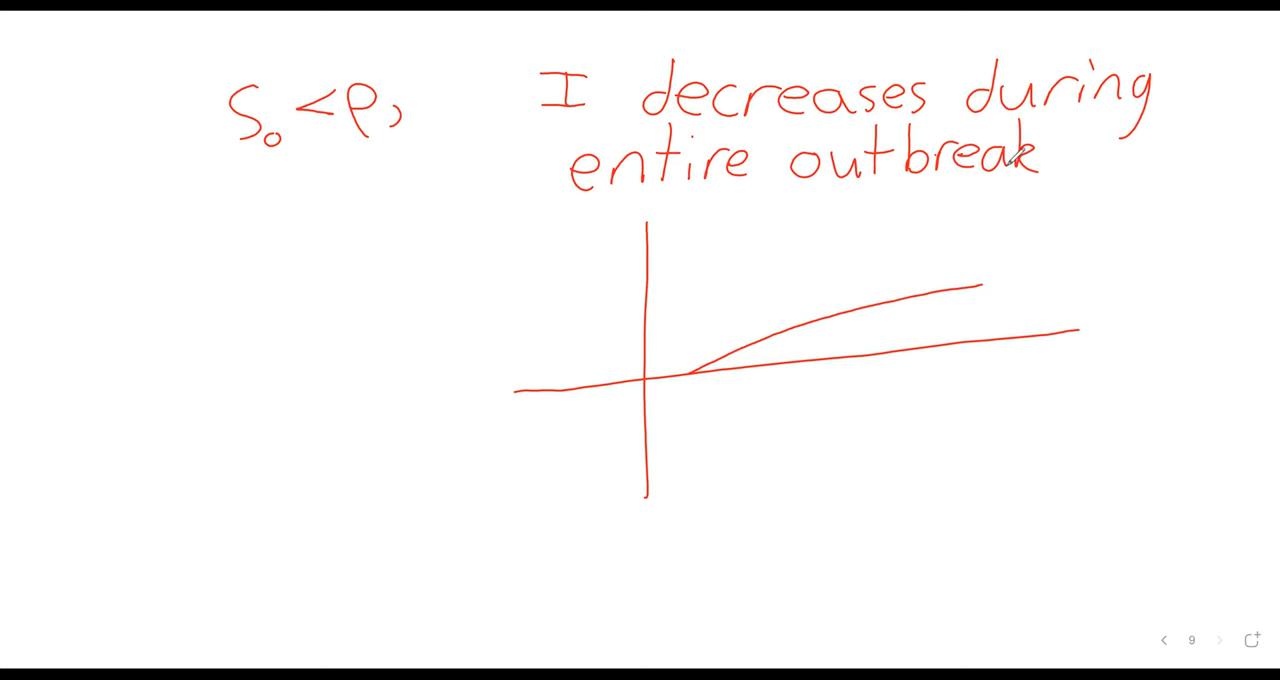 S₀ < ρ, I decreases during
entire outbreak
9